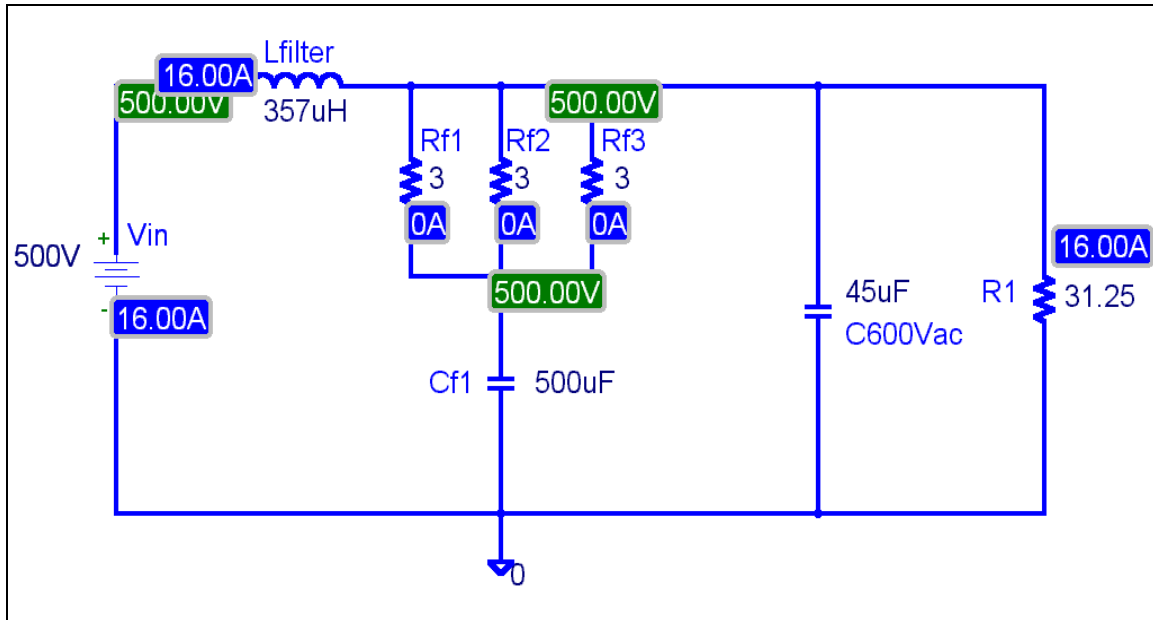 Lfilter
16.00A
500.00V
357uH
500.00V
Rf1
Rf2
Rf3
3
3
3
0A
0A
0A
+
Vin
500V
-
16.00A
500.00V
16.00A
45uF
R1
31.25
C600Vac
Cf1
500uF
0